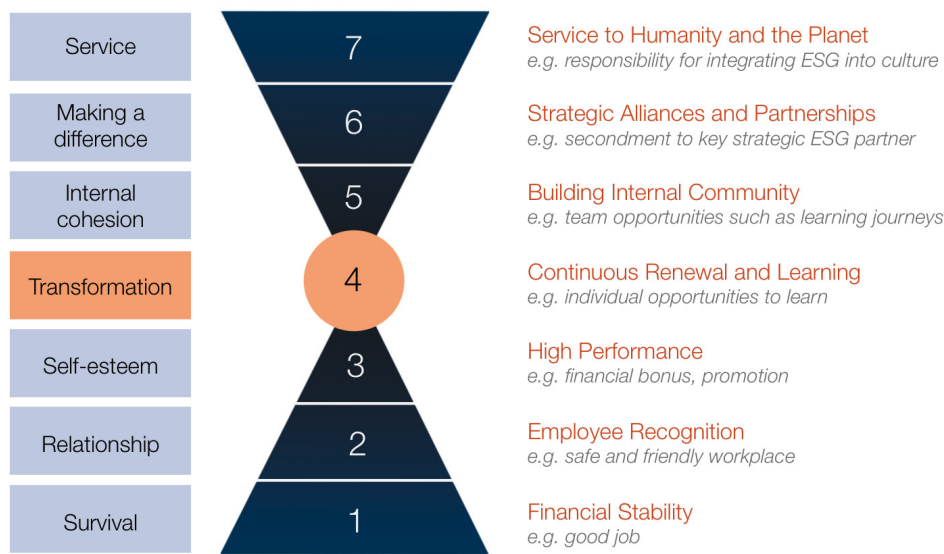 Service
7
Service to Humanity and the Planet
e.g. responsibility for integrating ESG into culture
Making a
difference
6
Strategic Alliances and Partnerships
e.g. secondment to key strategic ESG partner
Internal
cohesion
5
Building Internal Community
e.g. team opportunities such as learning journeys
Transformation
4
Continuous Renewal and Learning
e.g. individual opportunities to learn
Self-esteem
3
High Performance
e.g. financial bonus, promotion
Relationship
2
Employee Recognition
e.g. safe and friendly workplace
Survival
1
Financial Stability
e.g. good job